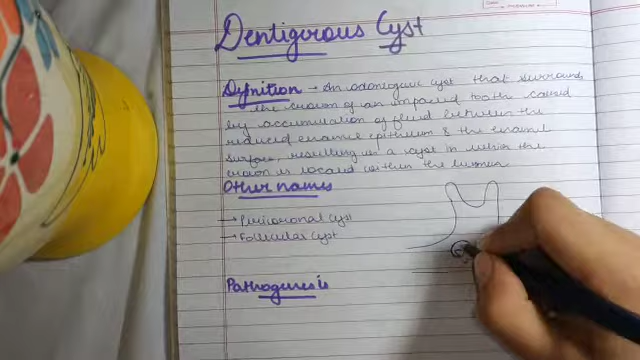 Dentigerous Cyst
Definition → An odontogenic cyst that surrounds
the crown of an impacted tooth caused
by accumulation of fluid between the
reduced enamel epithelium & the enamel
surface, resulting in a cyst in which the
crown is located within the lumen.
Other names
→ Pericoronal Cyst
→ Follicular Cyst
Pathogenesis